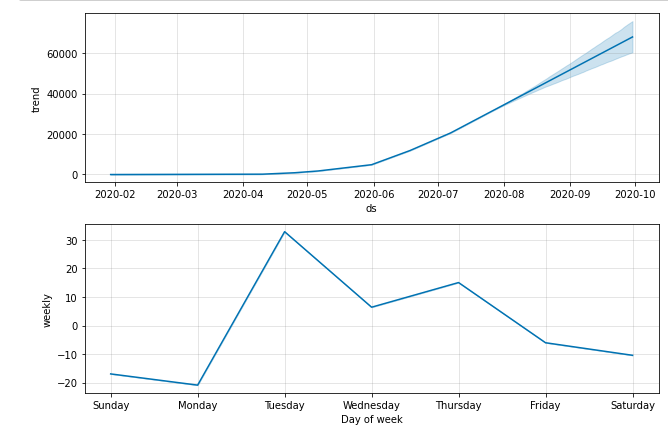 trend
60000
40000
20000
0
2020-02 2020-03 2020-04 2020-05 2020-06 2020-07 2020-08 2020-09 2020-10
ds
weekly
30
20
10
0
−10
−20
Sunday Monday Tuesday Wednesday Thursday Friday Saturday
Day of week